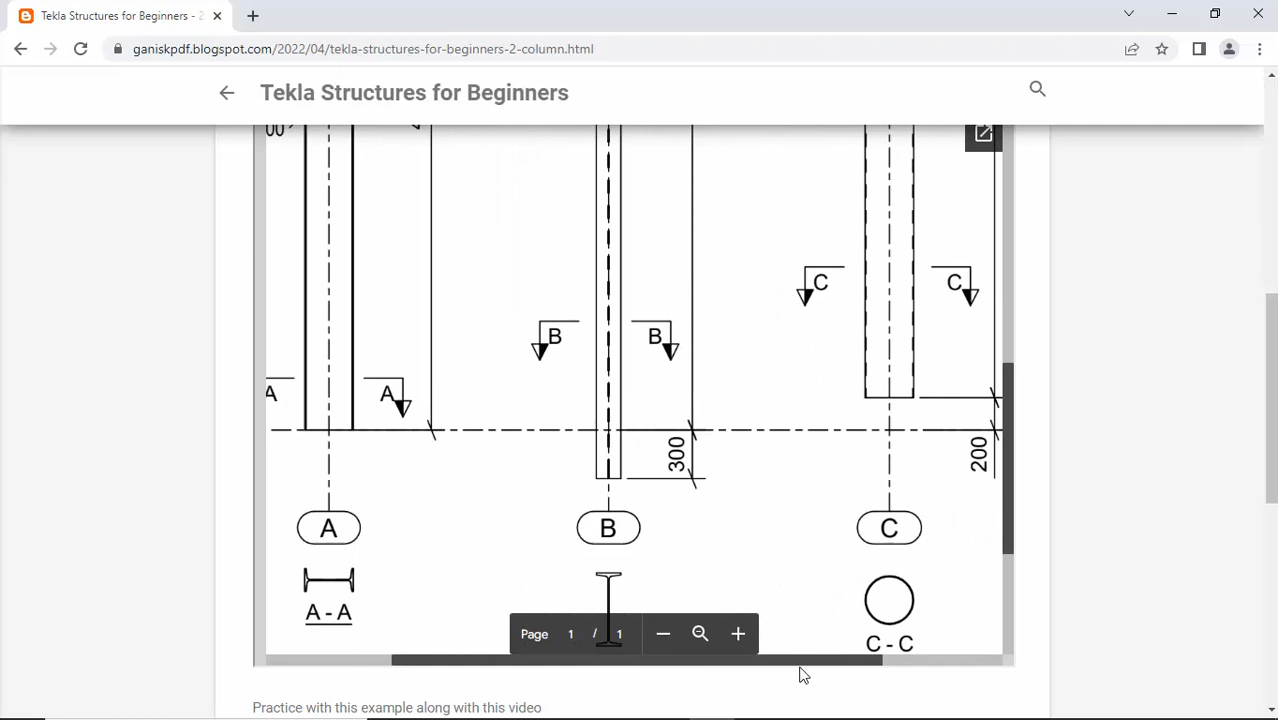 Tekla Structures for Beginners - 2
ganiskpdf.blogspot.com/2022/04/tekla-structures-for-beginners-2-column.html
Tekla Structures for Beginners
00
C C
B B
A A
300
200
A B C
A - A
C - C
Page 1 / 1
Practice with this example along with this video